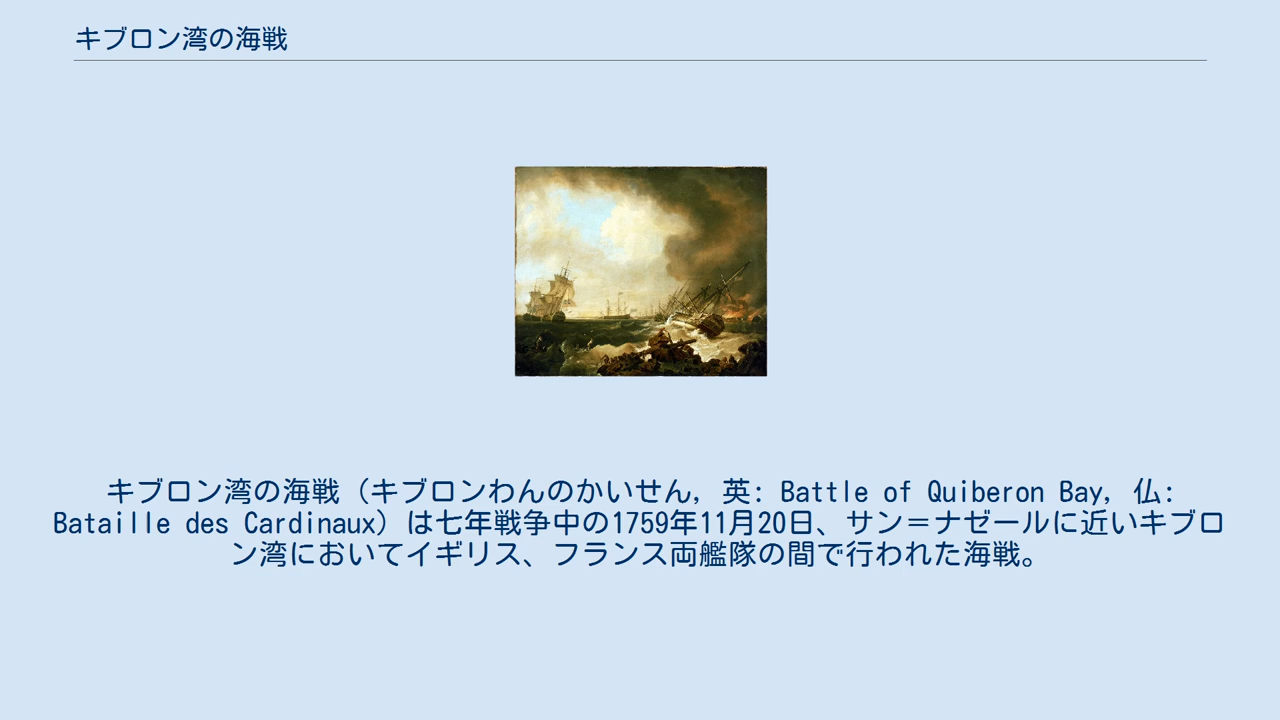 キブロン湾の海戦
キブロン湾の海戦（キブロンわんのかいせん, 英: Battle of Quiberon Bay, 仏:
Bataille des Cardinaux）は七年戦争中の1759年11月20日、サン＝ナゼールに近いキブロ
ン湾においてイギリス、フランス両艦隊の間で行われた海戦。